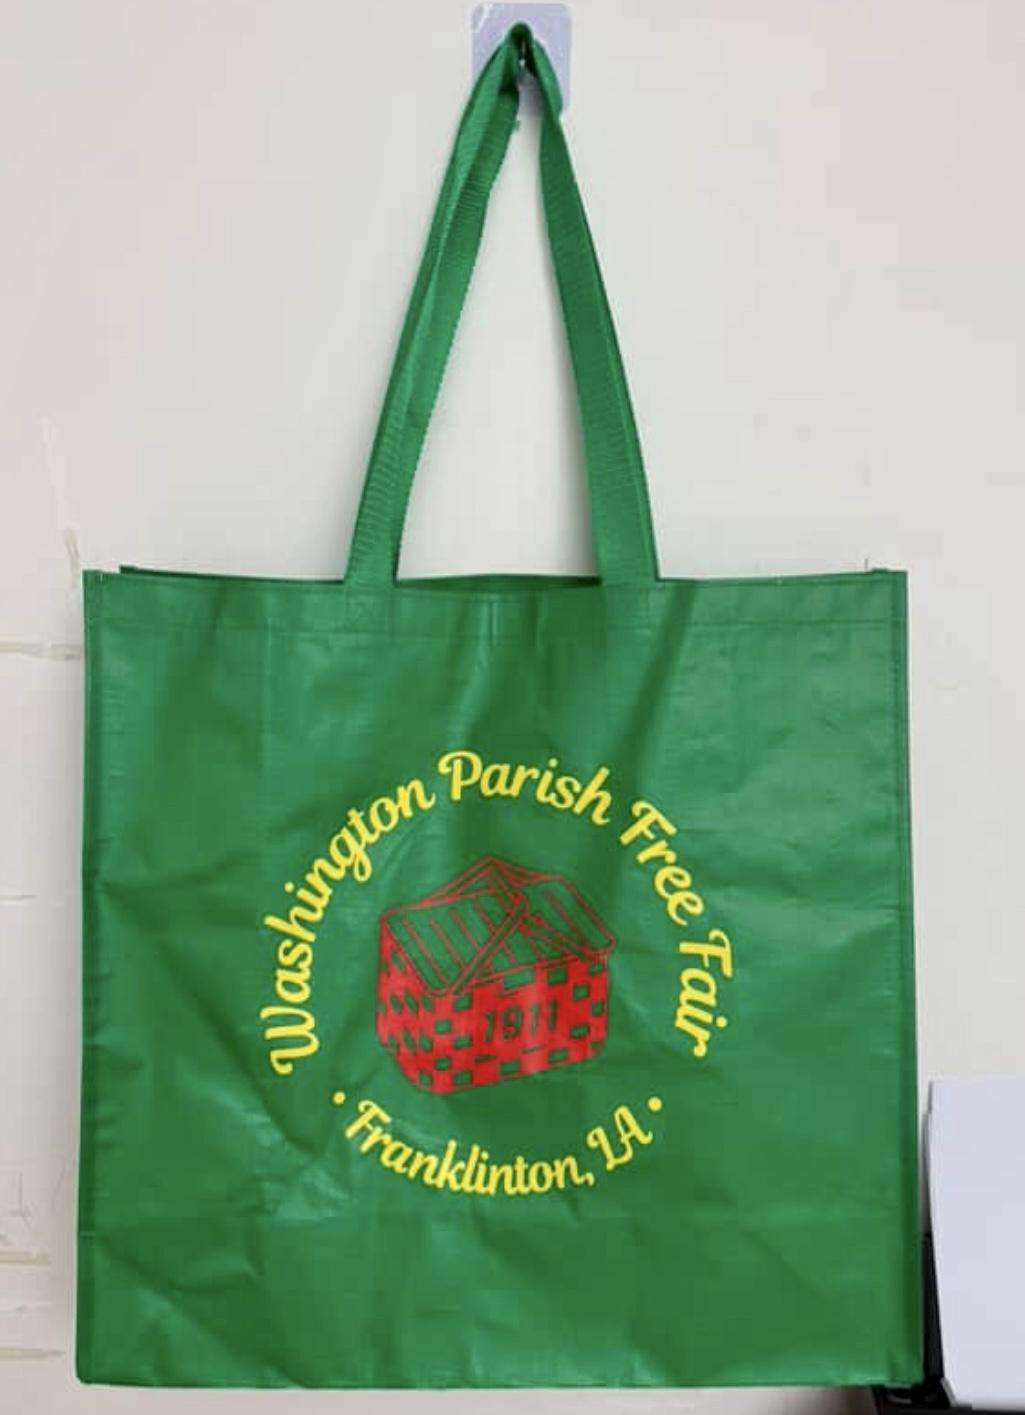 Washington Parish Free Fair
1911
• Franklinton, LA •